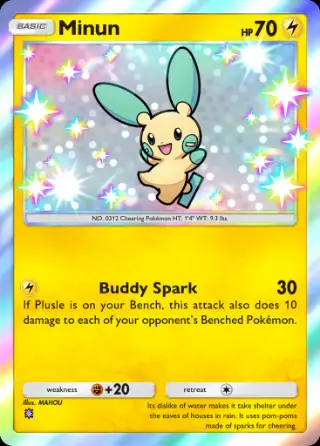 BASIC
Minun
HP 70
NO. 0312 Cheering Pokémon HT: 1'4" WT: 9.3 lbs.
Buddy Spark 30
If Plusle is on your Bench, this attack also does 10
damage to each of your opponent's Benched Pokémon.
weakness +20 retreat
illus. MAHOU
Its dislike of water makes it take shelter under
the eaves of houses in rain. It uses pom-poms
made of sparks for cheering.